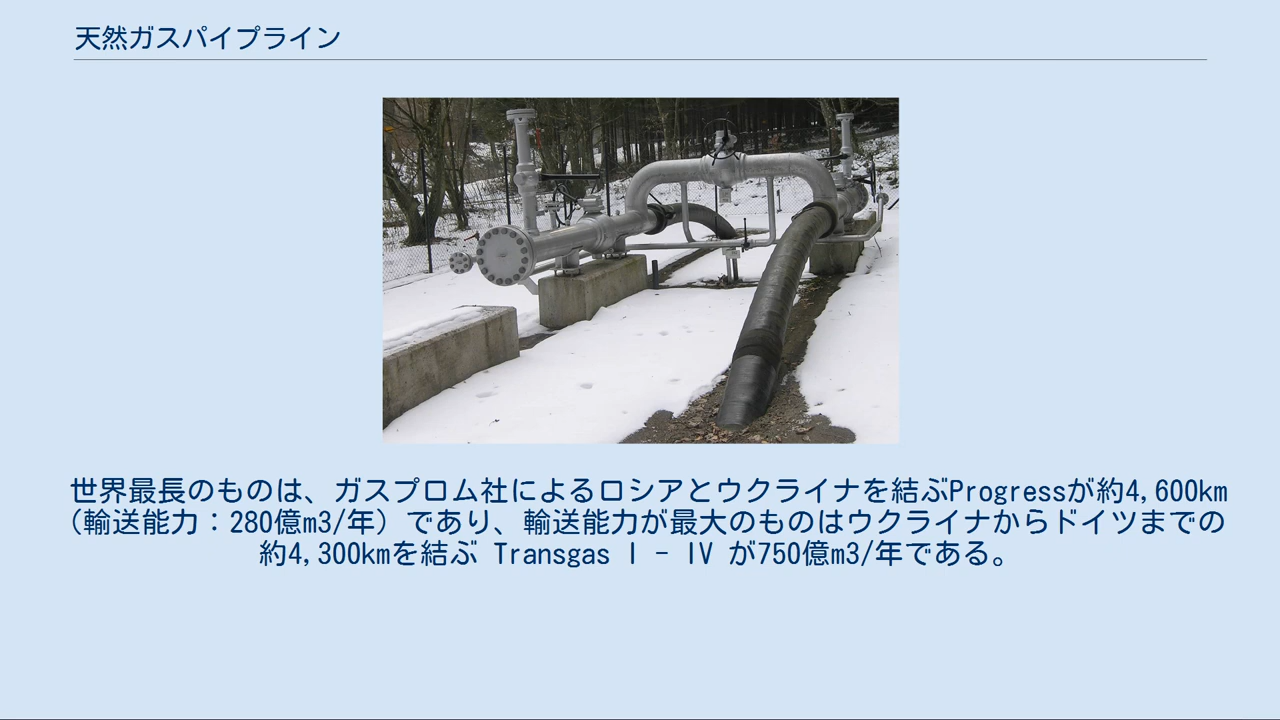 天然ガスパイプライン
世界最長のものは、ガスプロム社によるロシアとウクライナを結ぶProgressが約4,600km
（輸送能力：280億m3/年）であり、輸送能力が最大のものはウクライナからドイツまでの
約4,300kmを結ぶ Transgas I - IV が750億m3/年である。